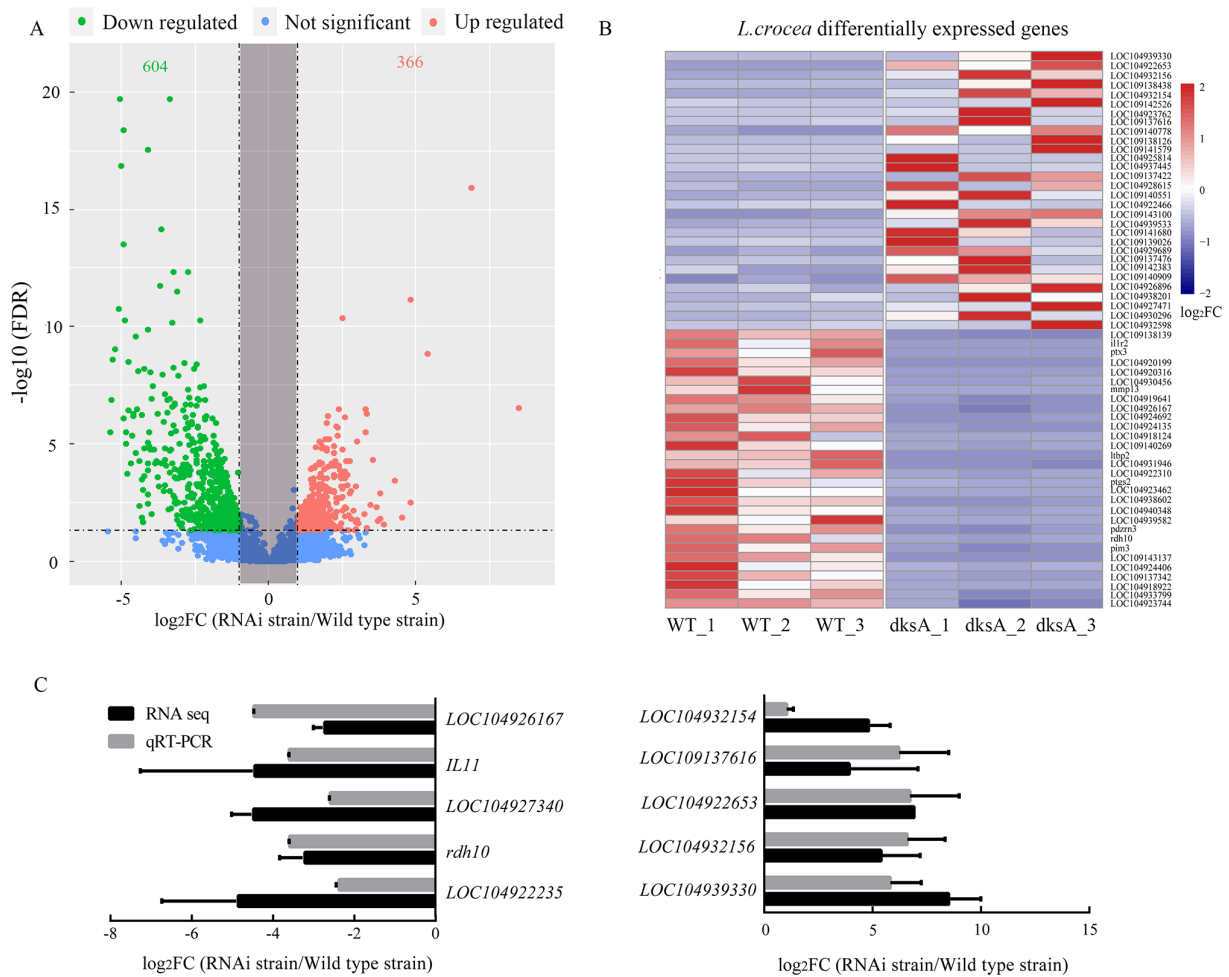 A
Down regulated
Not significant
Up regulated
604
366
20
15
10
5
0
-log10 (FDR)
-5
0
5
log2FC (RNAi strain/Wild type strain)
B
L.crocea differentially expressed genes
LOC104939330
LOC104922653
LOC104932156
LOC109138438
LOC104932154
LOC109142526
LOC104923762
LOC109137616
LOC109140778
LOC109138126
LOC109141579
LOC104925814
LOC104937445
LOC109137422
LOC104928615
LOC109140551
LOC104922466
LOC109143100
LOC104939533
LOC109141680
LOC109139026
LOC104929689
LOC109137476
LOC109142383
LOC109140909
LOC104926896
LOC104938201
LOC104927471
LOC104930296
LOC104932598
LOC109138139
il1r2
ptx3
LOC104920199
LOC104920316
LOC104930456
mmp13
LOC104919641
LOC104926167
LOC104924692
LOC104924135
LOC104918124
LOC109140269
ltbp2
LOC104931946
LOC104922310
ptgs2
LOC104923462
LOC104938602
LOC104940348
LOC104939582
pdzrn3
rdh10
pim3
LOC109143137
LOC104924406
LOC109137342
LOC104918922
LOC104933799
LOC104923744
WT_1
WT_2
WT_3
dksA_1
dksA_2
dksA_3
2
1
0
−1
−2
log2FC
C
RNA seq
qRT-PCR
LOC104926167
IL11
LOC104927340
rdh10
LOC104922235
-8
-6
-4
-2
0
log2FC (RNAi strain/Wild type strain)
LOC104932154
LOC109137616
LOC104922653
LOC104932156
LOC104939330
0
5
10
15
log2FC (RNAi strain/Wild type strain)